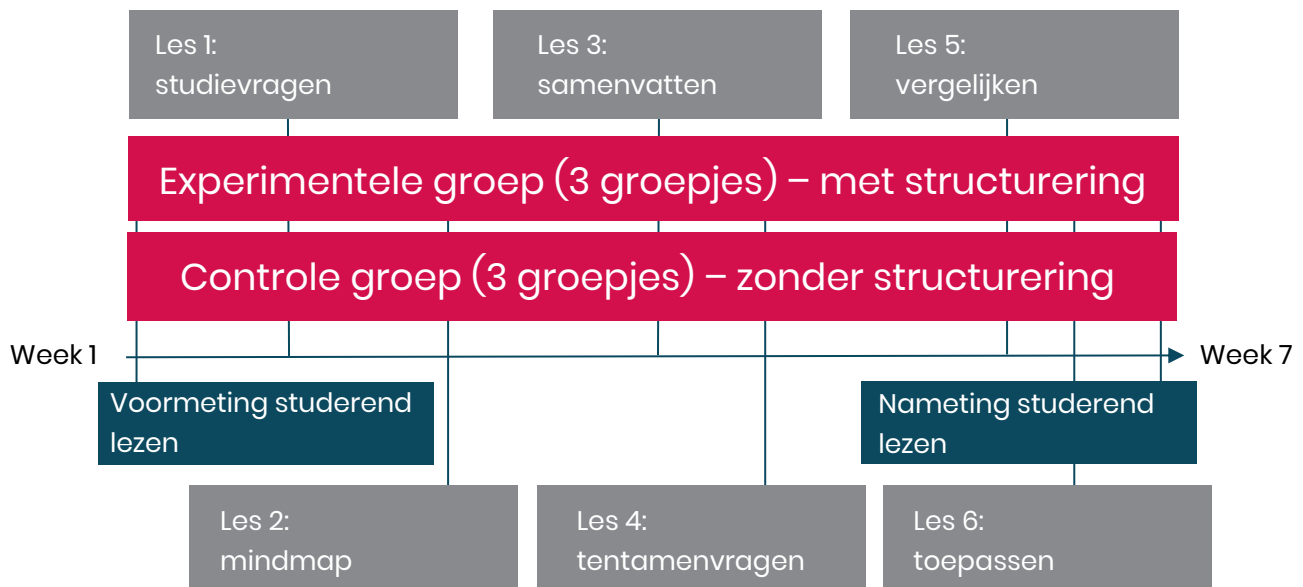 Les 1:
studievragen
Les 3:
samenvatten
Les 5:
vergelijken
Experimentele groep (3 groepjes) – met structurering
Controle groep (3 groepjes) – zonder structurering
Week 1
Week 7
Voormeting studerend
lezen
Nameting studerend
lezen
Les 2:
mindmap
Les 4:
tentamenvragen
Les 6:
toepassen